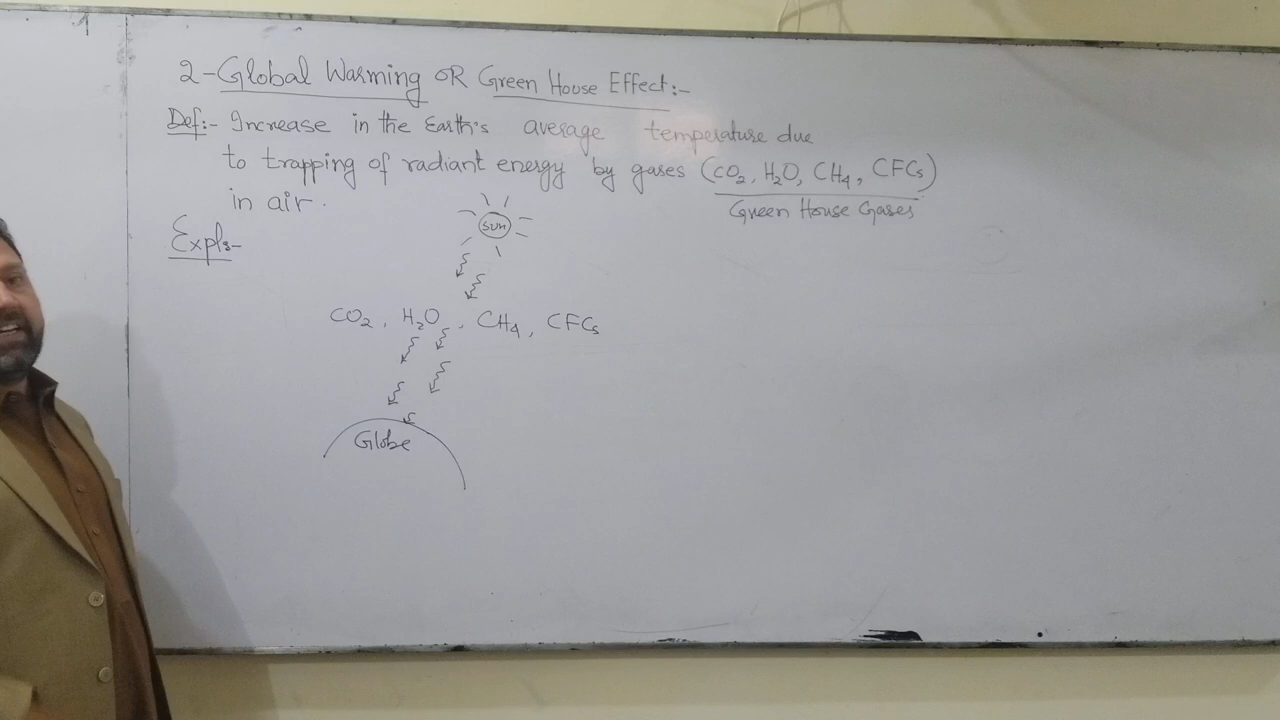 2-Global Warming OR Green House Effect:-
Def:- Increase in the Earth's average temperature due
to trapping of radiant energy by gases (CO2, H2O, CH4, CFCs)
in air.
Green House Gases
Expl:-
Sun
CO2, H2O, CH4, CFCs
Globe